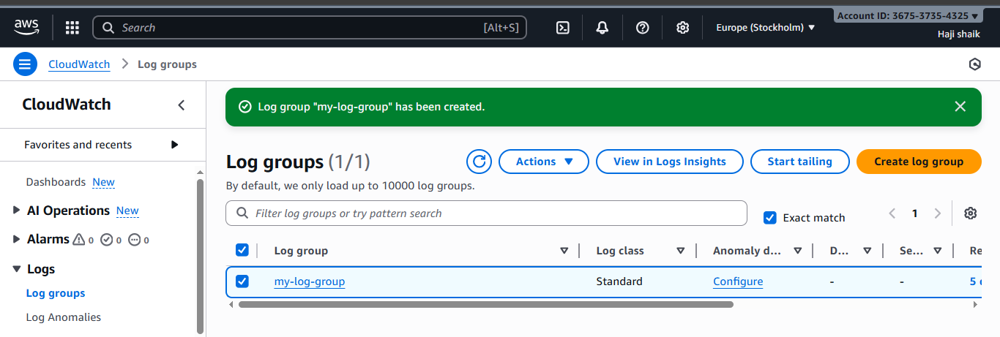 aws
Search [Alt+S]
Europe (Stockholm)
Account ID: 3675-3735-4325
Haji shaik
CloudWatch
Log groups
CloudWatch
Favorites and recents
Dashboards New
AI Operations New
Alarms 0 0 0
Logs
Log groups
Log Anomalies
Log group "my-log-group" has been created.
Log groups (1/1)
Actions
View in Logs Insights
Start tailing
Create log group
By default, we only load up to 10000 log groups.
Filter log groups or try pattern search
Exact match
1
Log group Log class Anomaly d... D... Se... Re
my-log-group Standard Configure - - 5